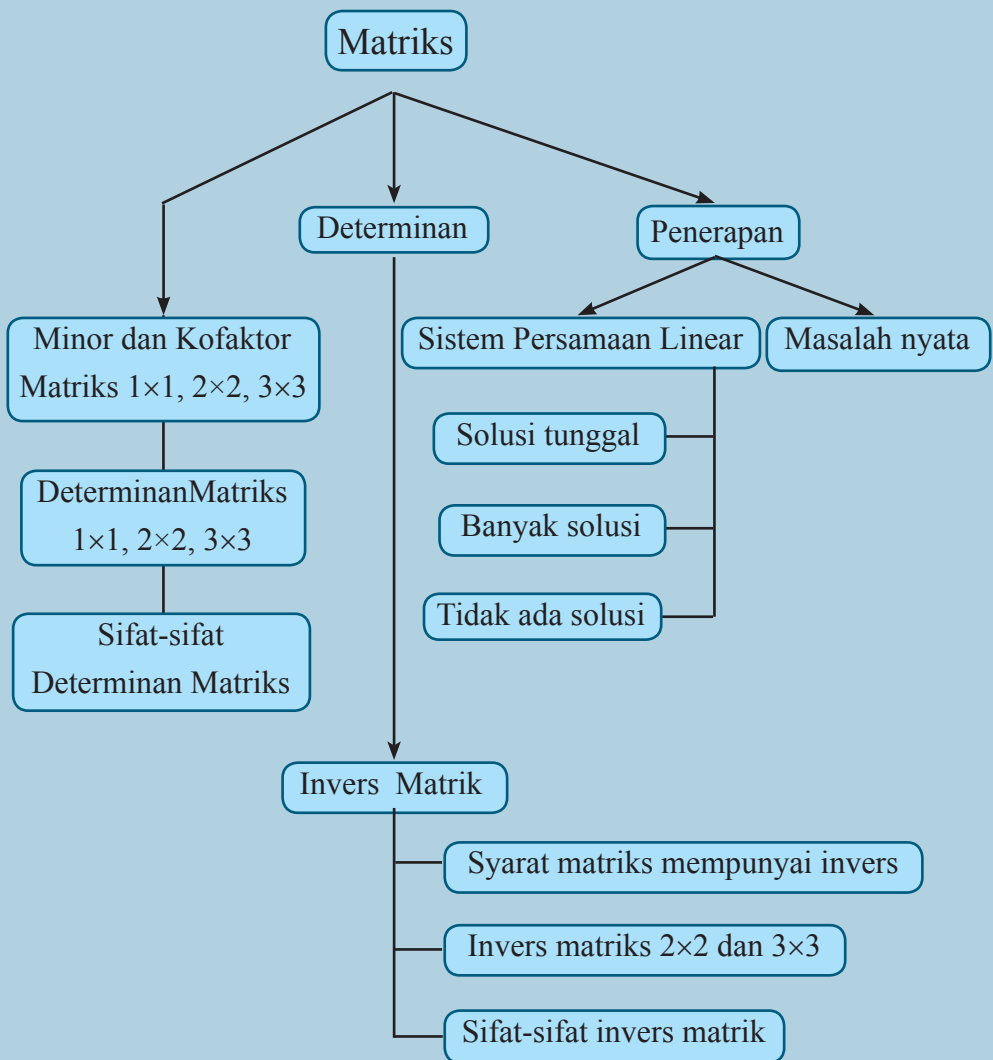 Matriks
Determinan
Penerapan
Minor dan Kofaktor
Matriks 1×1, 2×2, 3×3
Sistem Persamaan Linear
Masalah nyata
Solusi tunggal
DeterminanMatriks
1×1, 2×2, 3×3
Banyak solusi
Tidak ada solusi
Sifat-sifat
Determinan Matriks
Invers Matrik
Syarat matriks mempunyai invers
Invers matriks 2×2 dan 3×3
Sifat-sifat invers matrik